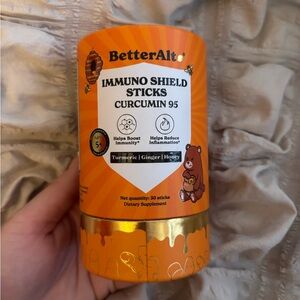 BetterAlt
IMMUNO SHIELD
STICKS
CURCUMIN 95
Helps Boost Immunity*
Helps Reduce Inflammation*
Turmeric | Ginger | Honey
Net quantity: 30 sticks
Dietary Supplement